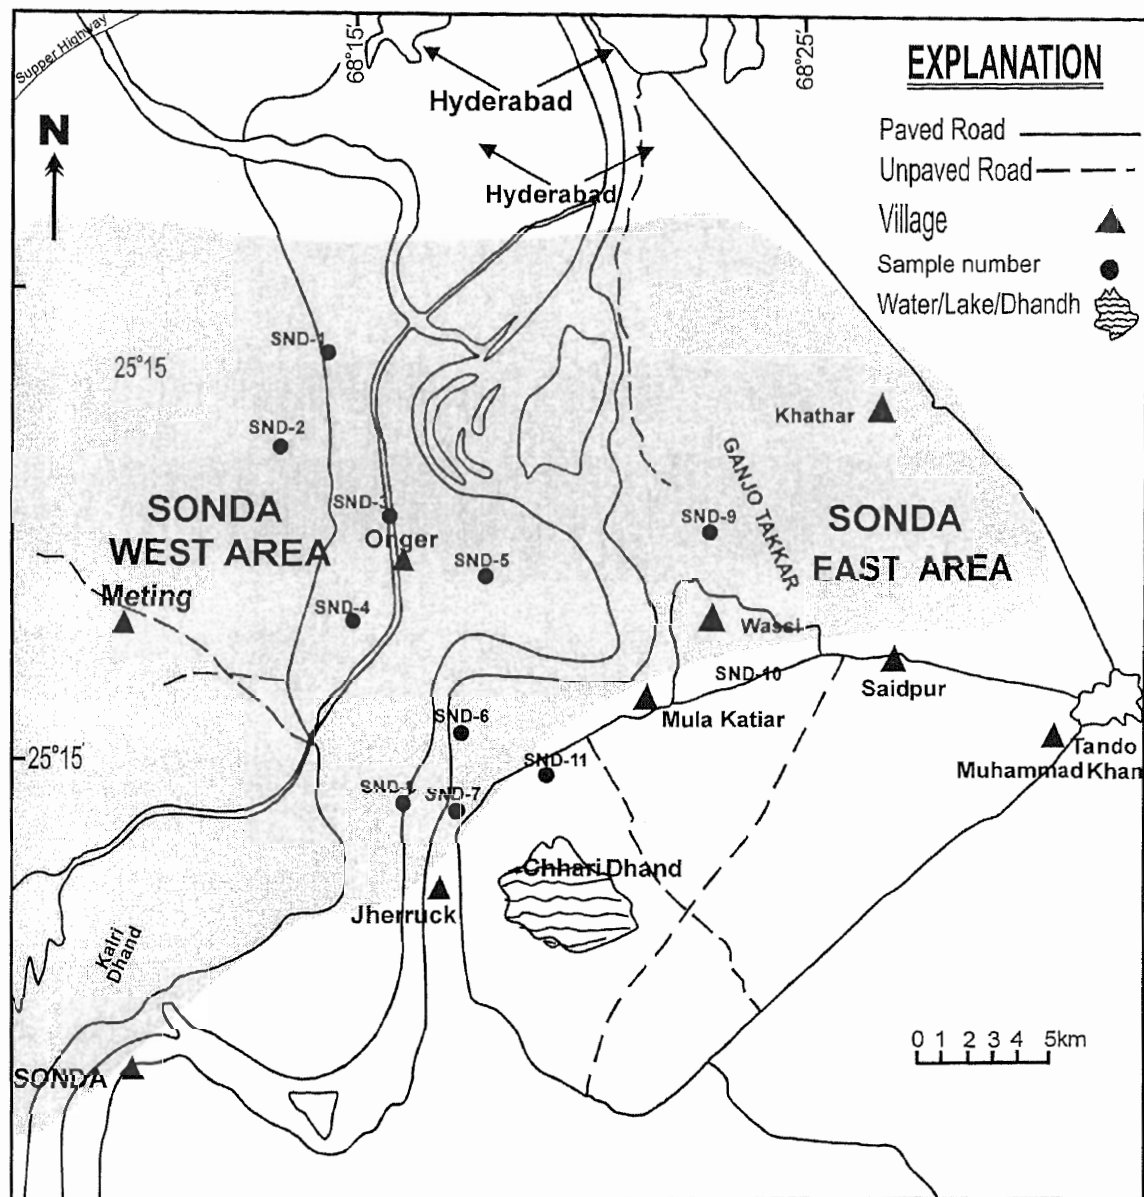 Supper Highway
68°15'
68°25'
EXPLANATION
Hyderabad
Paved Road
N
Unpaved Road
Hyderabad
Village
Sample number
Water/Lake/Dhandh
SND-1
25°15
Khathar
SND-2
GANJO TAKKAR
SONDA
WEST AREA
SND-3
SND-9
SONDA
EAST AREA
Orger
SND-5
Meting
SND-4
Wassi
SND-10
Saidpur
SND-6
Mula Katiar
25°15'
SND-11
Tando
Muhammad Khan
SND-
SND-7
Chhari Dhand
Jherruck
Kalri
Dhand
0 1 2 3 4 5km
SONDA